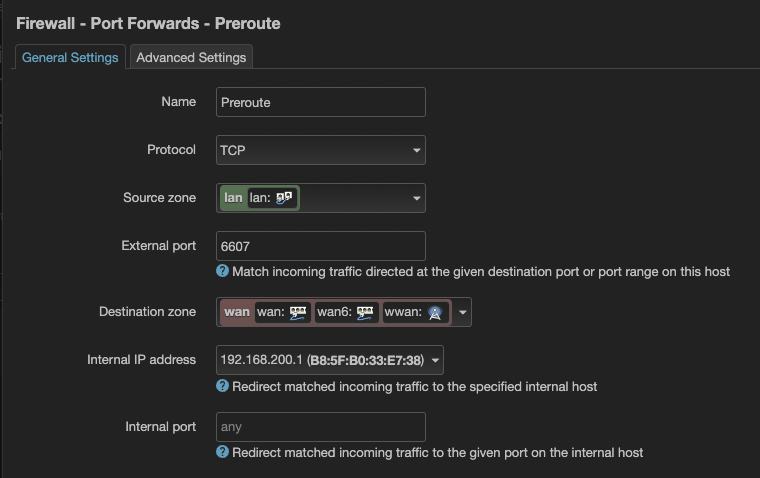 Firewall - Port Forwards - Preroute
General Settings Advanced Settings
Name Preroute
Protocol TCP
Source zone lan lan:
External port 6607
Match incoming traffic directed at the given destination port or port range on this host
Destination zone wan wan: wan6: wwan:
Internal IP address 192.168.200.1 (B8:5F:B0:33:E7:38)
Redirect matched incoming traffic to the specified internal host
Internal port any
Redirect matched incoming traffic to the given port on the internal host